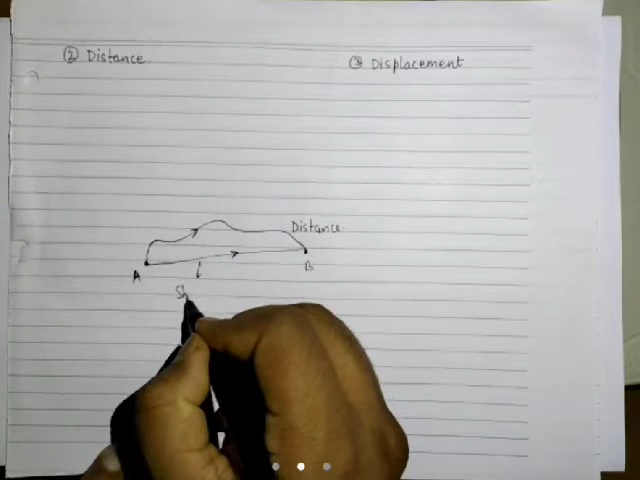 ② Distance.
③ Displacement
Distance
A
B